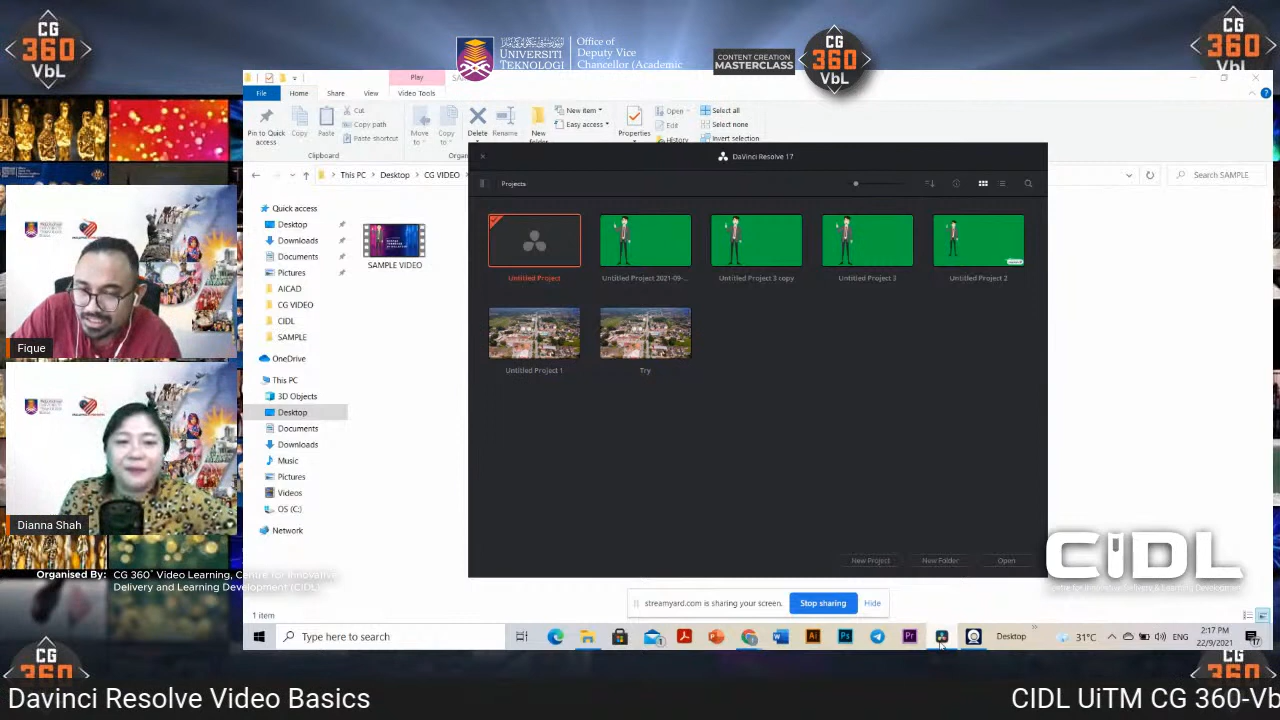 CG
360
VbL
UNIVERSITI
TEKNOLOGI
Office of
Deputy Vice
Chancellor (Academic
CONTENT CREATION
MASTERCLASS
CG
360
VbL
CG
360
VbL
Play
File
Home
Share
View
Video Tools
Pin to Quick
access
Copy
Paste
Cut
Copy path
Paste shortcut
Clipboard
Move
to
Copy
to
Delete
Rename
New
New item
Easy access
Properties
Open
Edit
History
Select all
Select none
Invert selection
This PC
Desktop
CG VIDEO
Search SAMPLE
Quick access
Desktop
Downloads
Documents
Pictures
AICAD
CG VIDEO
CIDL
SAMPLE
OneDrive
This PC
3D Objects
Desktop
Documents
Downloads
Music
Pictures
Videos
OS (C:)
Network
1 item
SAMPLE VIDEO
DaVinci Resolve 17
Projects
Untitled Project
Untitled Project 2021-09-...
Untitled Project 3 copy
Untitled Project 3
Untitled Project 2
Untitled Project 1
Try
New Project
New Folder
Open
Fique
Dianna Shah
Organised By: CG 360° Video Learning, Centre for Innovative
Delivery and Learning Development (CIDL)
CIDL
streamyard.com is sharing your screen.
Stop sharing
Hide
Type here to search
Desktop
31°C
ENG
2:17 PM
22/9/2021
17
CG
360
CG
360
Davinci Resolve Video Basics
CIDL UiTM CG 360-Vb